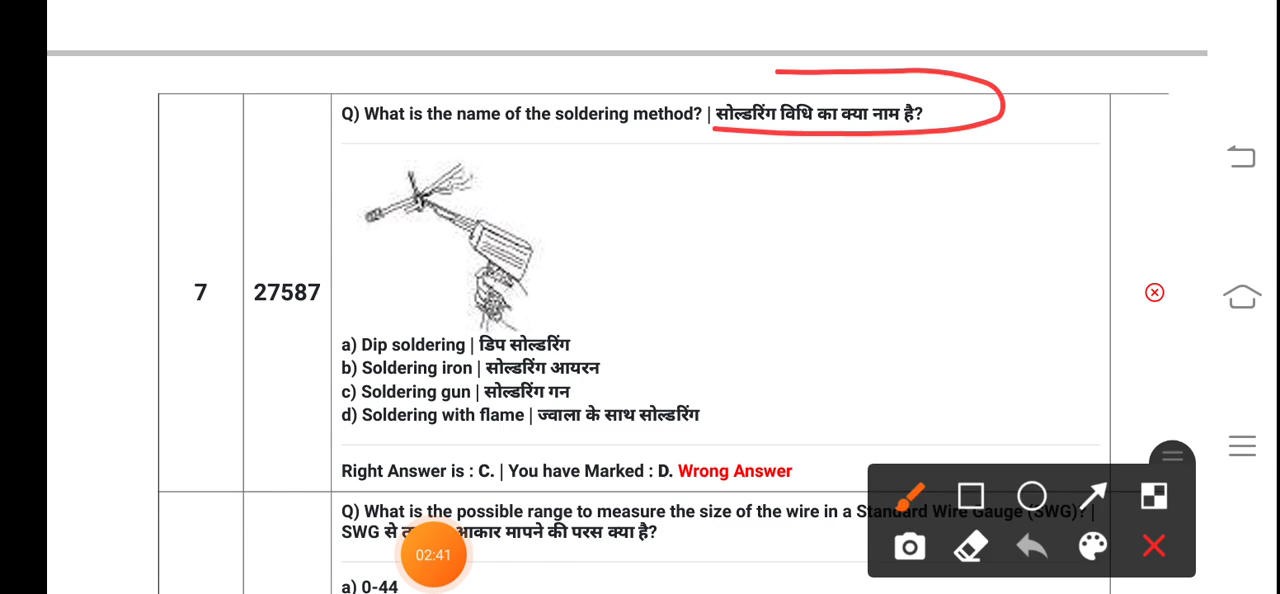 Q) What is the name of the soldering method? | सोल्डरिंग विधि का क्या नाम है?
7
27587
a) Dip soldering | डिप सोल्डरिंग
b) Soldering iron | सोल्डरिंग आयरन
c) Soldering gun | सोल्डरिंग गन
d) Soldering with flame | ज्वाला के साथ सोल्डरिंग
Right Answer is : C. | You have Marked : D. Wrong Answer
Q) What is the possible range to measure the size of the wire in a Standard Wire Gauge (SWG)? |
SWG से आकार मापने की परस क्या है?
02:41
a) 0-44